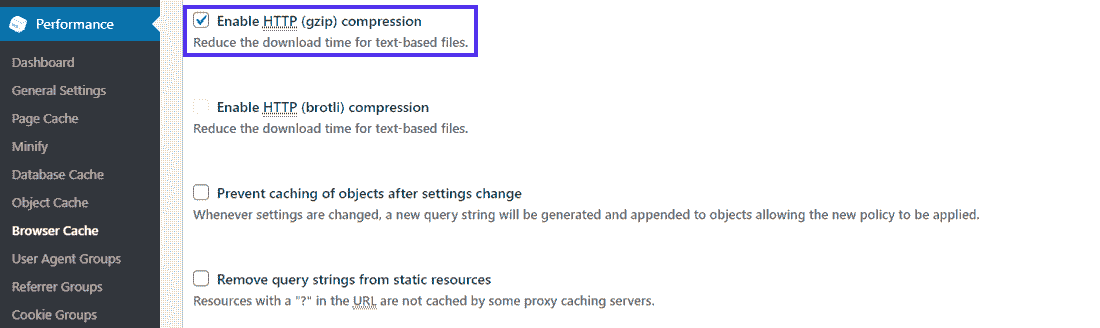 Performance
Dashboard
General Settings
Page Cache
Minify
Database Cache
Object Cache
Browser Cache
User Agent Groups
Referrer Groups
Cookie Groups
Enable HTTP (gzip) compression
Reduce the download time for text-based files.
Enable HTTP (brotli) compression
Reduce the download time for text-based files.
Prevent caching of objects after settings change
Whenever settings are changed, a new query string will be generated and appended to objects allowing the new policy to be applied.
Remove query strings from static resources
Resources with a "?" in the URL are not cached by some proxy caching servers.